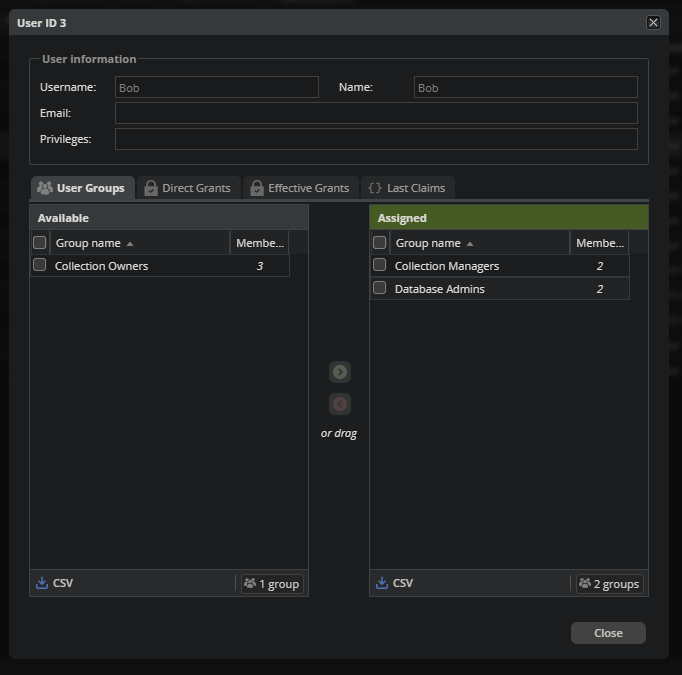 User ID 3
User information
Username: Bob Name: Bob
Email:
Privileges:
User Groups Direct Grants Effective Grants {} Last Claims
Available
Group name Membe...
Collection Owners 3
or drag
CSV 1 group
Assigned
Group name Membe...
Collection Managers 2
Database Admins 2
CSV 2 groups
Close